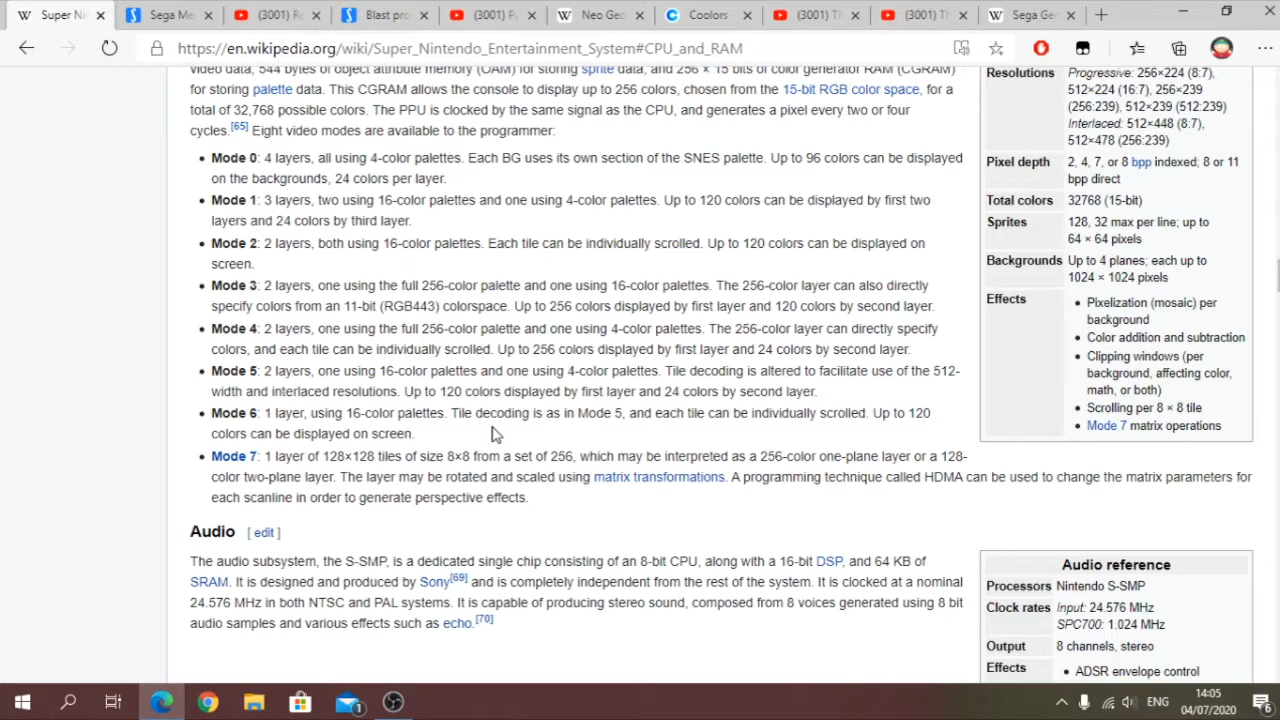 Super Ni
Sega Me
(3001) R
Blast pro
(3001) P
Neo Geo
Coolors
(3001) T
(3001) Th
Sega Ge
https://en.wikipedia.org/wiki/Super_Nintendo_Entertainment_System#CPU_and_RAM
video data, 544 bytes of object attribute memory (OAM) for storing sprite data, and 256 × 15 bits of color generator RAM (CGRAM)
for storing palette data. This CGRAM allows the console to display up to 256 colors, chosen from the 15-bit RGB color space, for a
total of 32,768 possible colors. The PPU is clocked by the same signal as the CPU, and generates a pixel every two or four
cycles.[65] Eight video modes are available to the programmer:
• Mode 0: 4 layers, all using 4-color palettes. Each BG uses its own section of the SNES palette. Up to 96 colors can be displayed
on the backgrounds, 24 colors per layer.
• Mode 1: 3 layers, two using 16-color palettes and one using 4-color palettes. Up to 120 colors can be displayed by first two
layers and 24 colors by third layer.
• Mode 2: 2 layers, both using 16-color palettes. Each tile can be individually scrolled. Up to 120 colors can be displayed on
screen.
• Mode 3: 2 layers, one using the full 256-color palette and one using 16-color palettes. The 256-color layer can also directly
specify colors from an 11-bit (RGB443) colorspace. Up to 256 colors displayed by first layer and 120 colors by second layer.
• Mode 4: 2 layers, one using the full 256-color palette and one using 4-color palettes. The 256-color layer can directly specify
colors, and each tile can be individually scrolled. Up to 256 colors displayed by first layer and 24 colors by second layer.
• Mode 5: 2 layers, one using 16-color palettes and one using 4-color palettes. Tile decoding is altered to facilitate use of the 512-
width and interlaced resolutions. Up to 120 colors displayed by first layer and 24 colors by second layer.
• Mode 6: 1 layer, using 16-color palettes. Tile decoding is as in Mode 5, and each tile can be individually scrolled. Up to 120
colors can be displayed on screen.
• Mode 7: 1 layer of 128×128 tiles of size 8×8 from a set of 256, which may be interpreted as a 256-color one-plane layer or a 128-
color two-plane layer. The layer may be rotated and scaled using matrix transformations. A programming technique called HDMA can be used to change the matrix parameters for
each scanline in order to generate perspective effects.
Resolutions Progressive: 256×224 (8:7),
512×224 (16:7), 256×239
(256:239), 512×239 (512:239)
Interlaced: 512×448 (8:7),
512×478 (256:239)
Pixel depth 2, 4, 7, or 8 bpp indexed; 8 or 11
bpp direct
Total colors 32768 (15-bit)
Sprites 128, 32 max per line; up to
64 × 64 pixels
Backgrounds Up to 4 planes; each up to
1024 × 1024 pixels
Effects • Pixelization (mosaic) per
background
• Color addition and subtraction
• Clipping windows (per
background, affecting color,
math, or both)
• Scrolling per 8 × 8 tile
• Mode 7 matrix operations
Audio [ edit ]
The audio subsystem, the S-SMP, is a dedicated single chip consisting of an 8-bit CPU, along with a 16-bit DSP, and 64 KB of
SRAM. It is designed and produced by Sony[69] and is completely independent from the rest of the system. It is clocked at a nominal
24.576 MHz in both NTSC and PAL systems. It is capable of producing stereo sound, composed from 8 voices generated using 8 bit
audio samples and various effects such as echo.[70]
Audio reference
Processors Nintendo S-SMP
Clock rates Input: 24.576 MHz
SPC700: 1.024 MHz
Output 8 channels, stereo
Effects • ADSR envelope control
1
ENG
14:05
04/07/2020
6